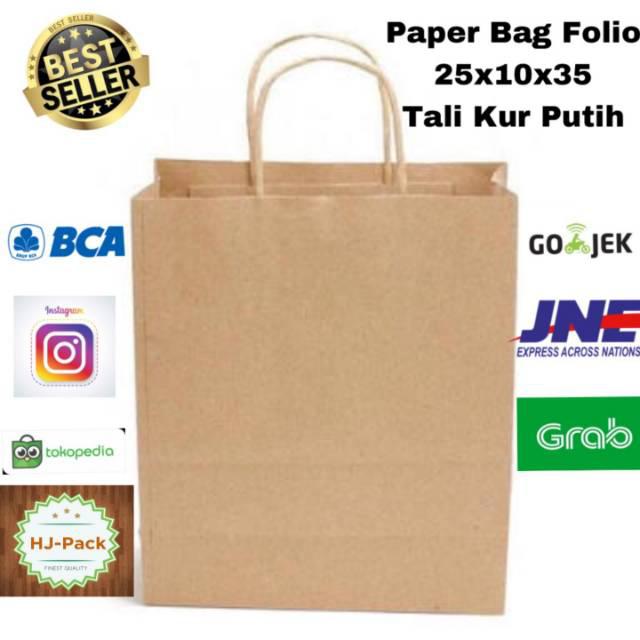 BEST SELLER
BEST
SELLER
Paper Bag Folio
25x10x35
Tali Kur Putih
BCA
GOJEK
Instagram
JNE
EXPRESS ACROSS NATIONS
tokopedia
Grab
HJ-Pack
FINEST QUALITY